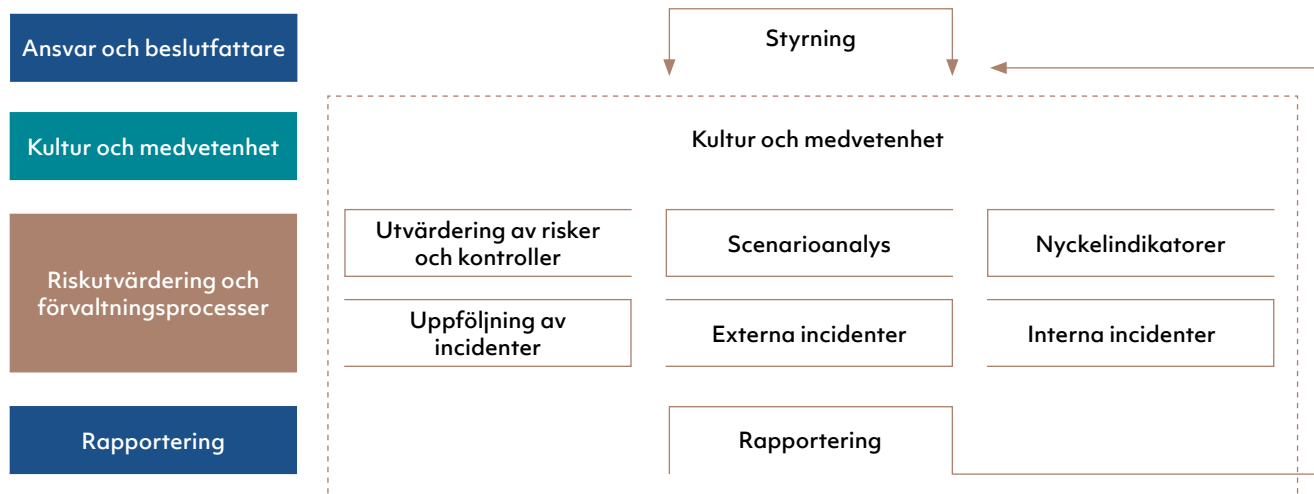 Ansvar och beslutfattare
Styrning
Kultur och medvetenhet
Kultur och medvetenhet
Riskutvärdering och
förvaltningsprocesser
Utvärdering av risker
och kontroller
Scenarioanalys
Nyckelindikatorer
Uppföljning av
incidenter
Externa incidenter
Interna incidenter
Rapportering
Rapportering